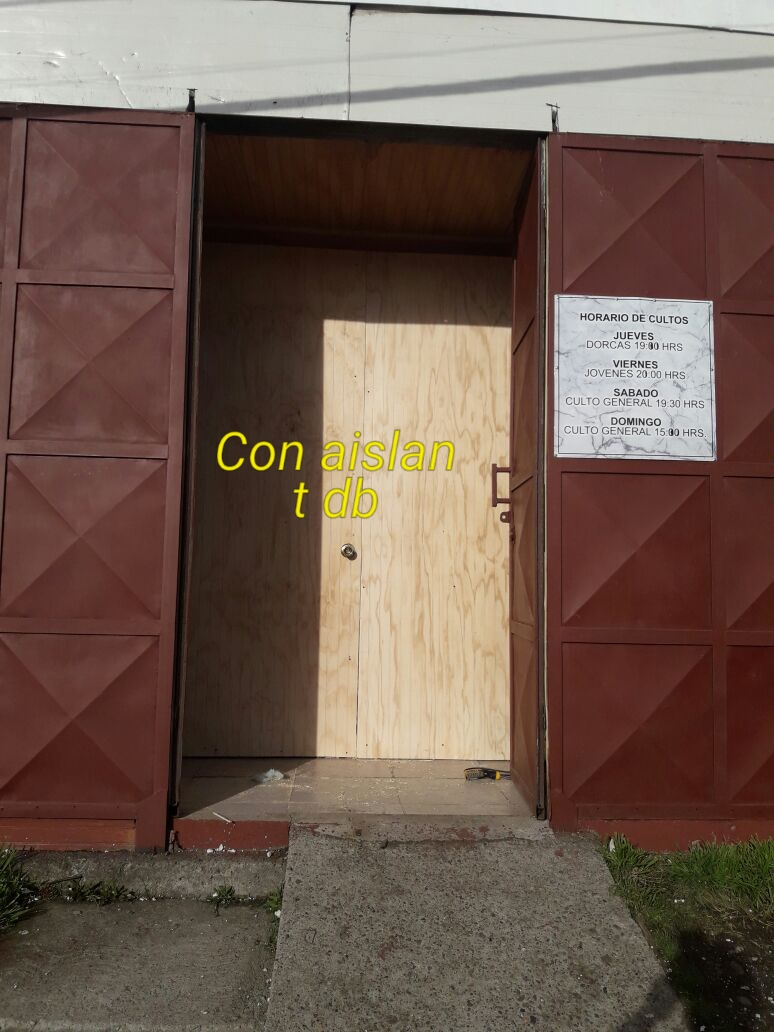 HORARIO DE CULTOS
JUEVES
DORCAS 19:00 HRS
VIERNES
JOVENES 20:00 HRS
SABADO
CULTO GENERAL 19:30 HRS
DOMINGO
CULTO GENERAL 15:00 HRS.
Con aislan
t db